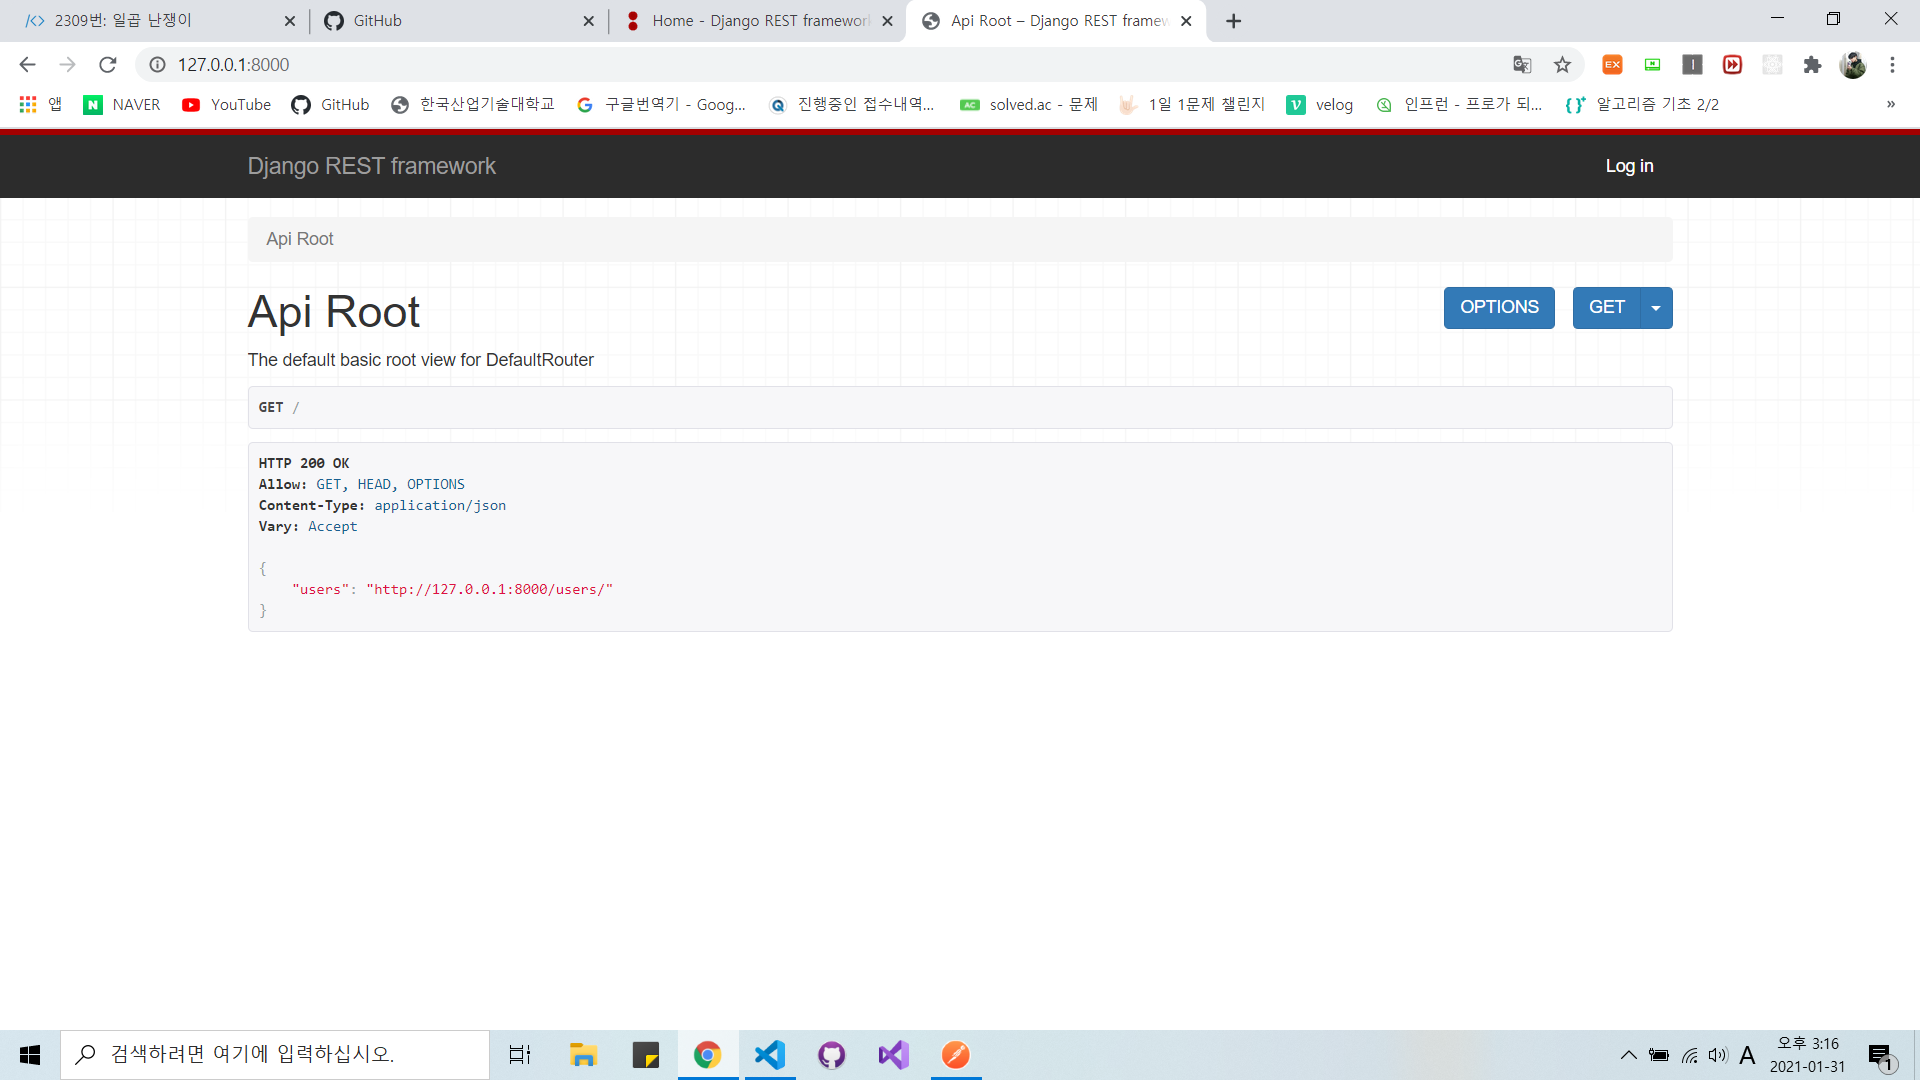 2309번: 일곱 난쟁이
GitHub
Home - Django REST framework
Api Root – Django REST framew
127.0.0.1:8000
앱
NAVER
YouTube
GitHub
한국산업기술대학교
구글번역기 - Goog...
진행중인 접수내역...
solved.ac - 문제
1일 1문제 챌린지
velog
인프런 - 프로가 되...
알고리즘 기초 2/2
»
Django REST framework
Log in
Api Root
Api Root
OPTIONS
GET
The default basic root view for DefaultRouter
GET /
HTTP 200 OK
Allow: GET, HEAD, OPTIONS
Content-Type: application/json
Vary: Accept
{
"users": "http://127.0.0.1:8000/users/"
}
검색하려면 여기에 입력하십시오.
A
오후 3:16
2021-01-31
1